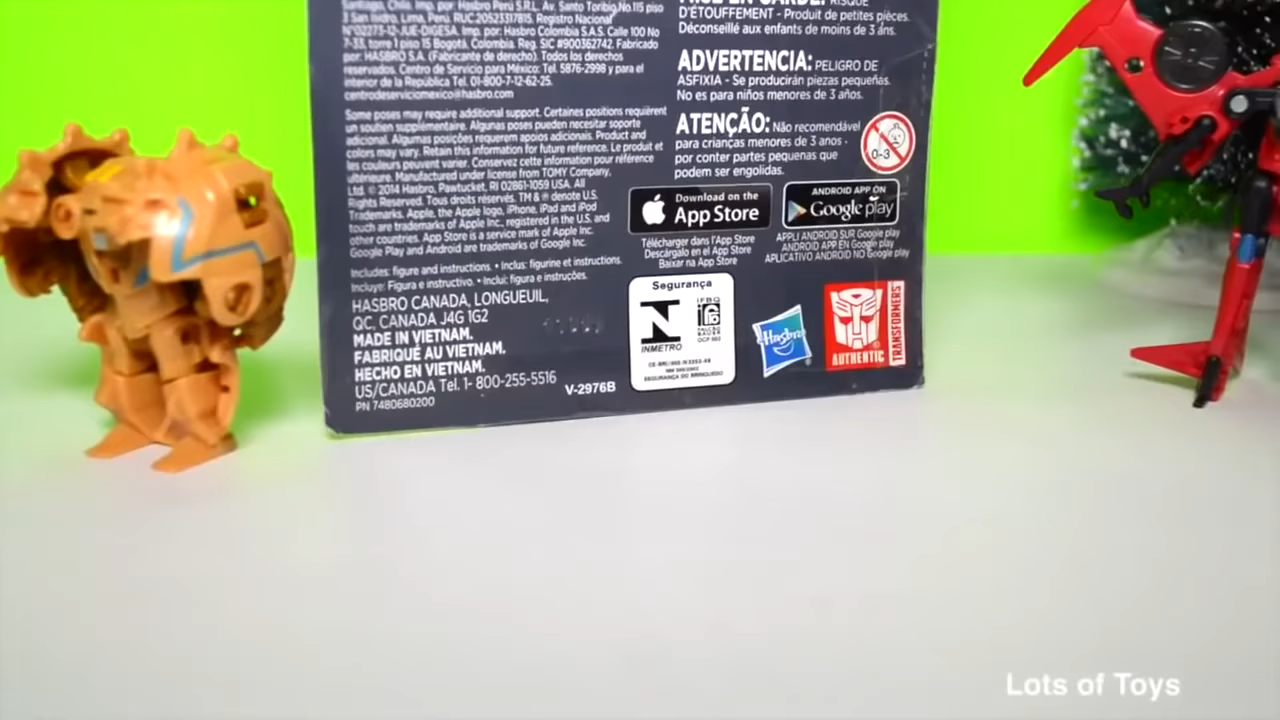 Santiago, Chile. Imp. por: Hasbro Perú S.R.L. Av. Santo Toribio No.115 piso
3 San Isidro, Lima, Perú. RUC 20523317815. Registro Nacional
N°02273-12-JUE-DIGESA. Imp. por: Hasbro Colombia S.A.S. Calle 100 No
7-33, torre 1 piso 15 Bogotá. Colombia. Reg. SIC #900362742. Fabricado
por: HASBRO S.A. (Fabricante de derecho). Todos los derechos
reservados. Centro de Servicio para México: Tel. 5876-2998 y para el
interior de la República Tel. 01-800-7-12-62-25.
centrodeserviciomexico@hasbro.com
Some poses may require additional support. Certaines positions requièrent
un soutien supplémentaire. Algunas poses pueden necesitar soporte
adicional. Algumas posições requerem apoios adicionais. Product and
colors may vary. Retain this information for future reference. Le produit et
les couleurs peuvent varier. Conservez cette information pour référence
ultérieure. Manufactured under license from TOMY Company,
Ltd. © 2014 Hasbro, Pawtucket, RI 02861-1059 USA. All
Rights Reserved. Tous droits réservés. TM & ® denote U.S.
Trademarks. Apple, the Apple logo, iPhone, iPad and iPod
touch are trademarks of Apple Inc., registered in the U.S. and
other countries. App Store is a service mark of Apple Inc.
Google Play and Android are trademarks of Google Inc.
Includes: figure and instructions. • Inclus: figurine et instructions.
Incluye: Figura e instructivo. • Inclui: figura e instruções.
HASBRO CANADA, LONGUEUIL,
QC, CANADA J4G 1G2
MADE IN VIETNAM.
FABRIQUÉ AU VIETNAM.
HECHO EN VIETNAM.
US/CANADA Tel. 1- 800-255-5516
PN 7480680200
V-2976B
MISE EN GARDE: RISQUE
D'ÉTOUFFEMENT - Produit de petites pièces.
Déconseillé aux enfants de moins de 3 ans.
ADVERTENCIA: PELIGRO DE
ASFIXIA - Se producirán piezas pequeñas.
No es para niños menores de 3 años.
ATENÇÃO: Não recomendável
para crianças menores de 3 anos -
por conter partes pequenas que
podem ser engolidas.
0-3
Download on the
App Store
ANDROID APP ON
Google play
Télécharger dans l'App Store
Descárgalo en el App Store
Baixar na App Store
APPLI ANDROID SUR Google play
ANDROID APP EN Google play
APLICATIVO ANDROID NO Google play
Segurança
INMETRO
IFBQ
SEGURANÇA DO BRINQUEDO
Hasbro
AUTHENTIC
TRANSFORMERS
Lots of Toys